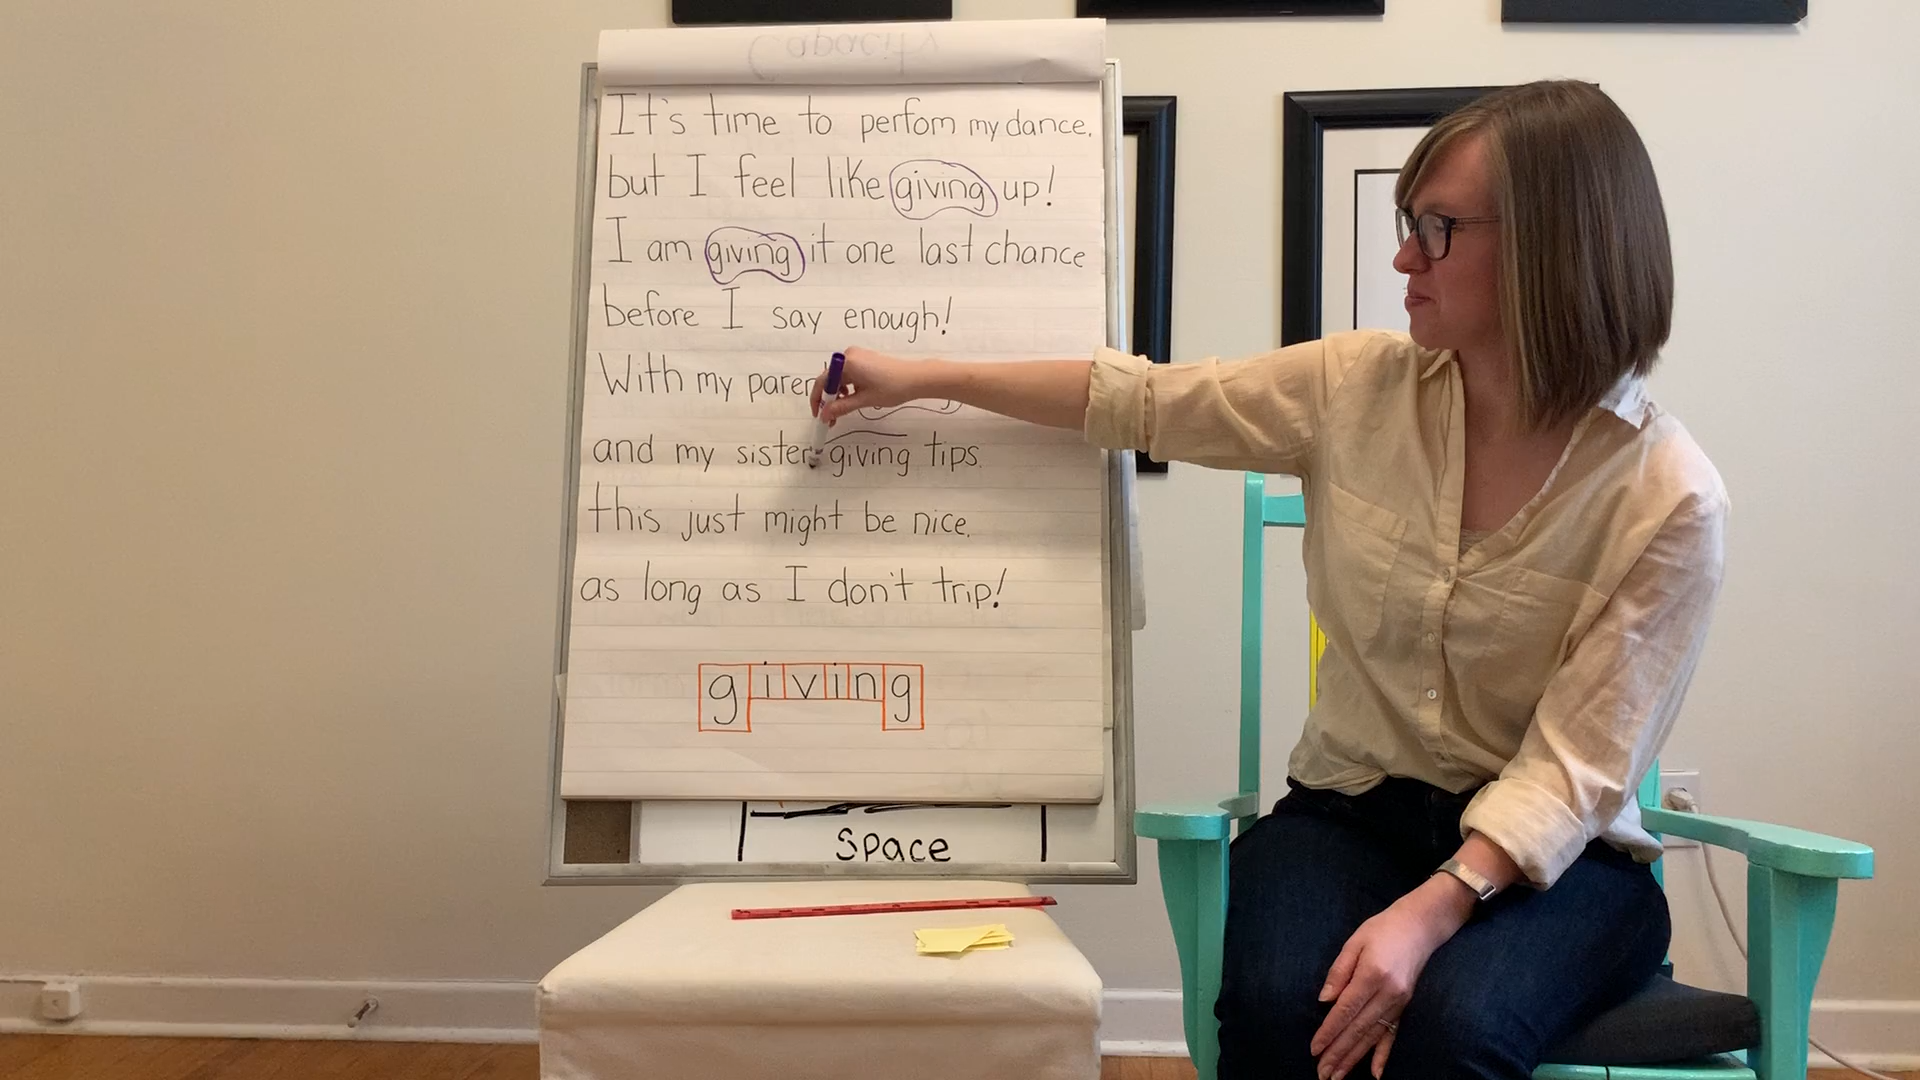 Capacity
It's time to perfom my dance.
but I feel like giving up!
I am giving it one last chance
before I say enough!
With my
and my sister giving tips.
this just might be nice.
as long as I don't trip!
giving
Space